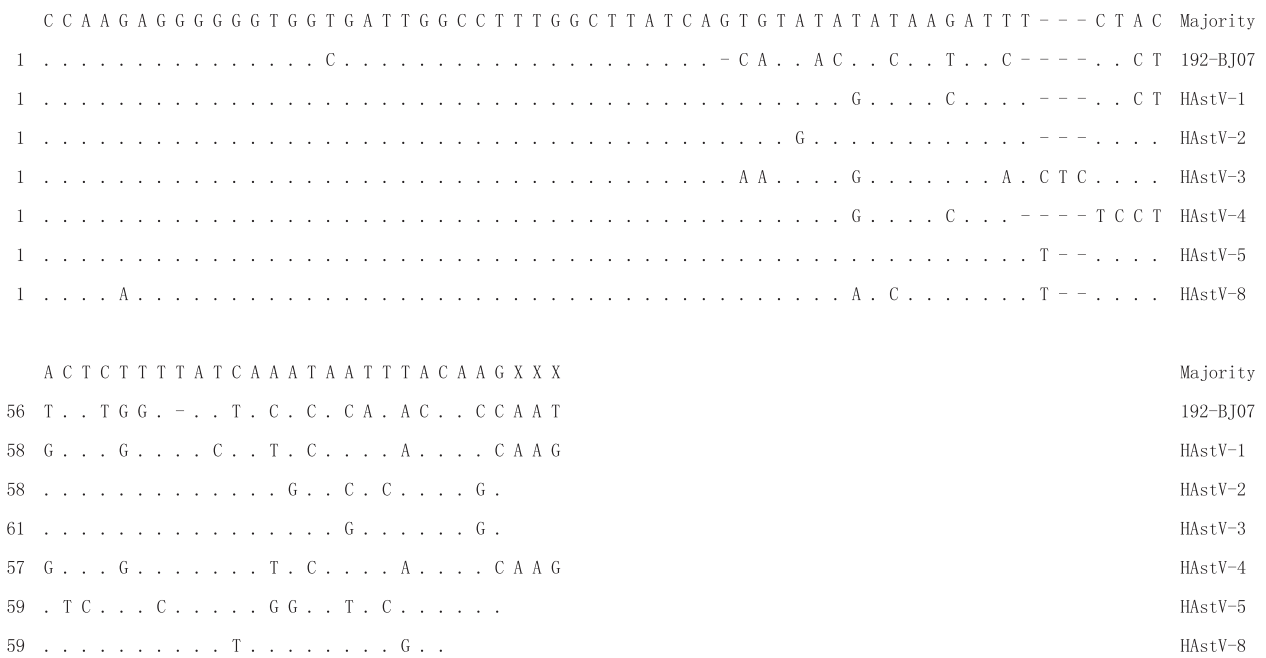 C C A A G A G G G G G G T G G T G A T T G G C C T T T G G C T T A T C A G T G T A T A T A T A A G A T T T - - - C T A C Majority
1 . . . . . . . . . . . . . . . C . . . . . . . . . . . . . . . . . . . . - C A . . A C . . C . . T . . C - - - - . . C T 192-BJ07
1 . . . . . . . . . . . . . . . . . . . . . . . . . . . . . . . . . . . . . . . . . . . G . . . . C . . . . - - - . . C T HAstV-1
1 . . . . . . . . . . . . . . . . . . . . . . . . . . . . . . . . . . . . . . . . G . . . . . . . . . . . . - - - . . . . HAstV-2
1 . . . . . . . . . . . . . . . . . . . . . . . . . . . . . . . . . . . . . A A . . . . G . . . . . . . A . C T C . . . . HAstV-3
1 . . . . . . . . . . . . . . . . . . . . . . . . . . . . . . . . . . . . . . . . . . . G . . . . C . . . - - - - T C C T HAstV-4
1 . . . . . . . . . . . . . . . . . . . . . . . . . . . . . . . . . . . . . . . . . . . . . . . . . . . . . T - - . . . . HAstV-5
1 . . . . A . . . . . . . . . . . . . . . . . . . . . . . . . . . . . . . . . . . . . . A . C . . . . . . . T - - . . . . HAstV-8
A C T C T T T T A T C A A A T A A T T T A C A A G X X X Majority
56 T . . T G G . - . . T . C . C . C A . A C . . C C A A T 192-BJ07
58 G . . . G . . . . C . . T . C . . . . A . . . . C A A G HAstV-1
58 . . . . . . . . . . . . . G . . C . C . . . . G . HAstV-2
61 . . . . . . . . . . . . . . . . G . . . . . . G . HAstV-3
57 G . . . G . . . . . . . T . C . . . . A . . . . C A A G HAstV-4
59 . T C . . . C . . . . . G G . . T . C . . . . . . HAstV-5
59 . . . . . . . . . . T . . . . . . . . G . . HAstV-8